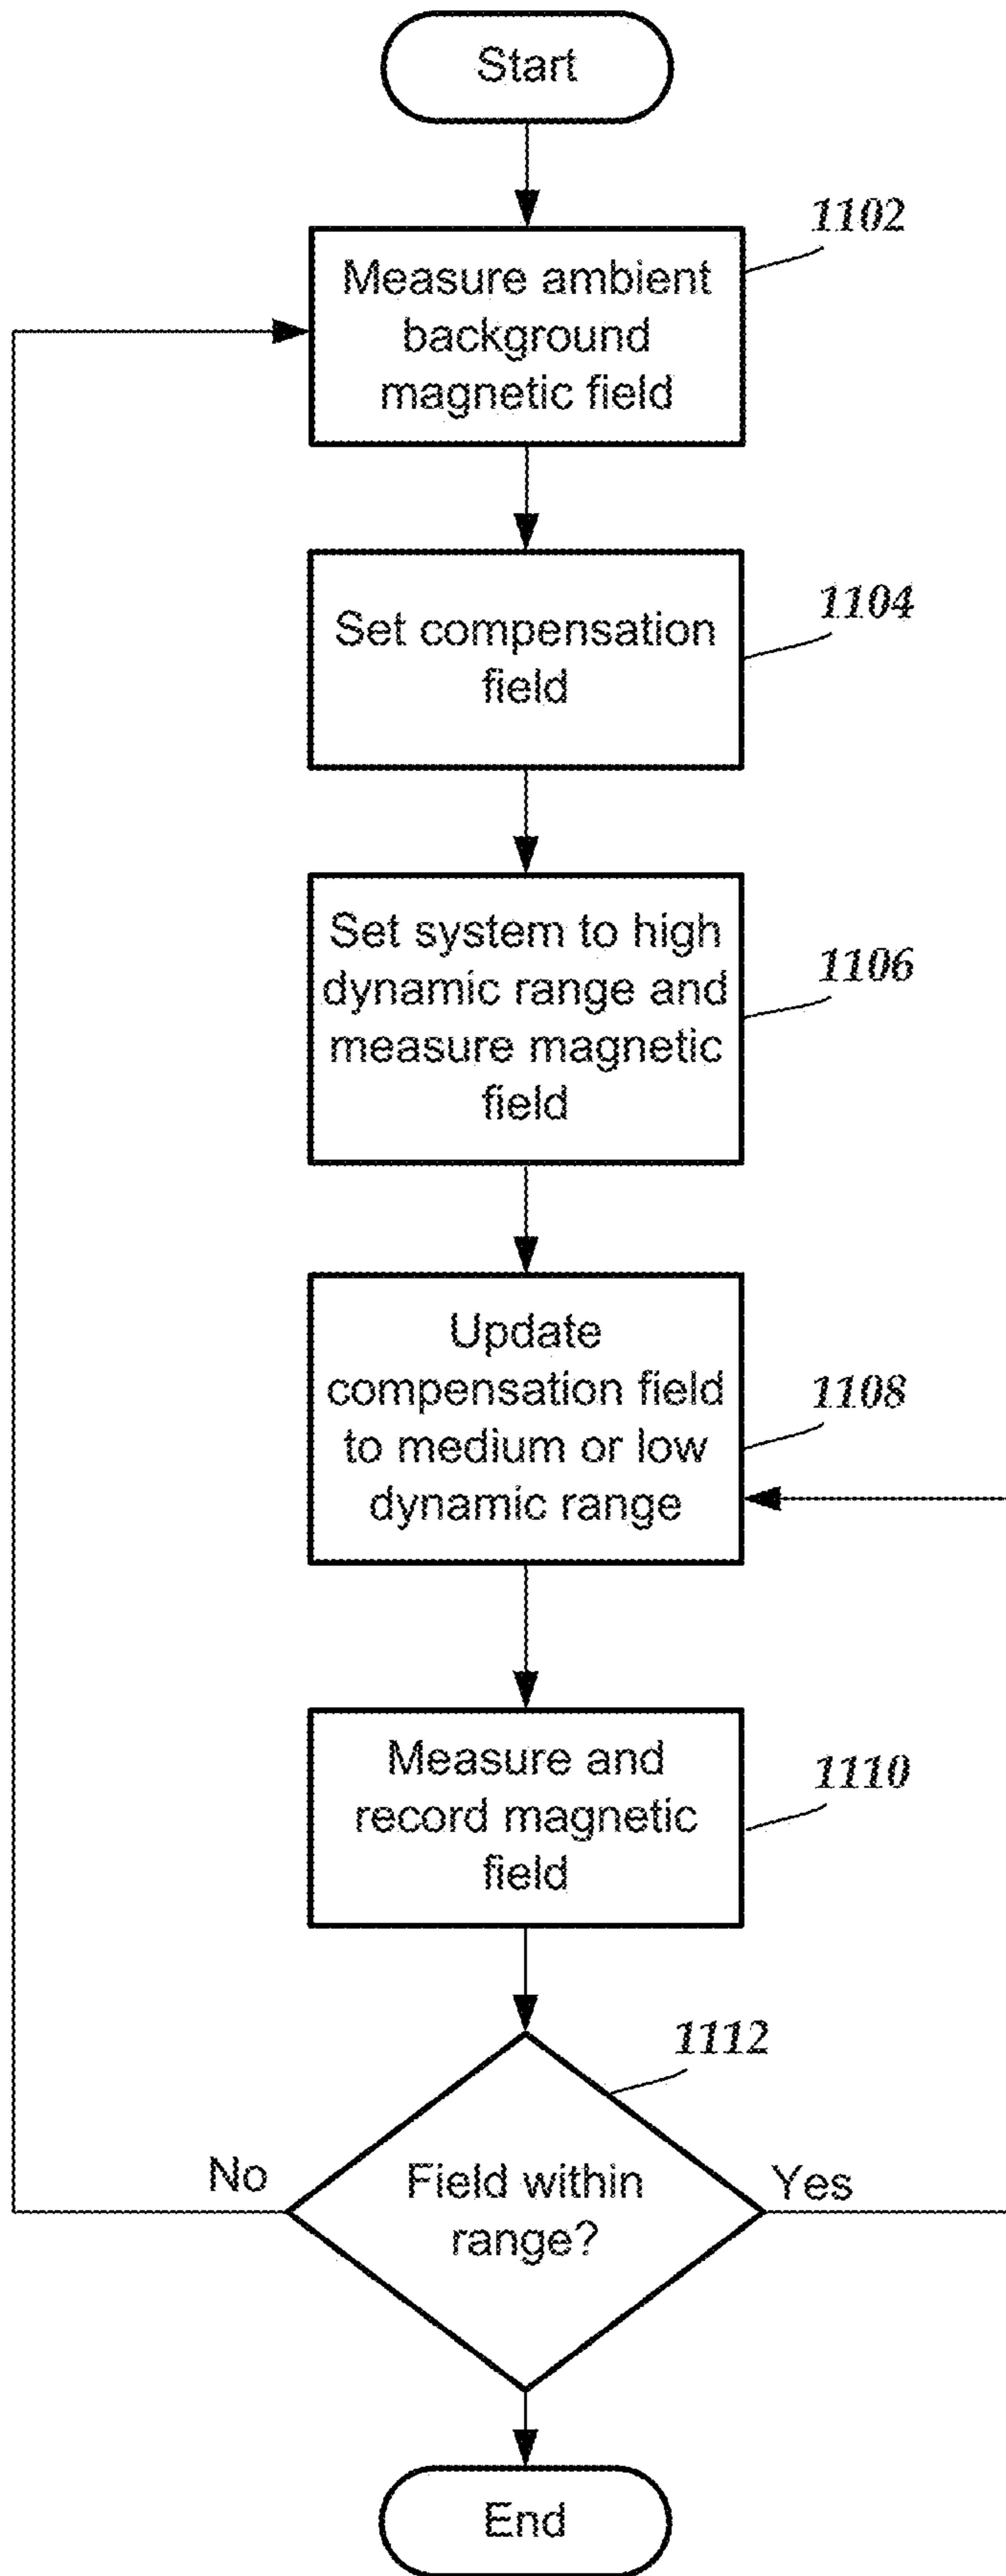 Start
1102
Measure ambient
background
magnetic field
1104
Set compensation
field
1106
Set system to high
dynamic range and
measure magnetic
field
1108
Update
compensation field
to medium or low
dynamic range
1110
Measure and
record magnetic
field
1112
No
Field within
range?
Yes
End